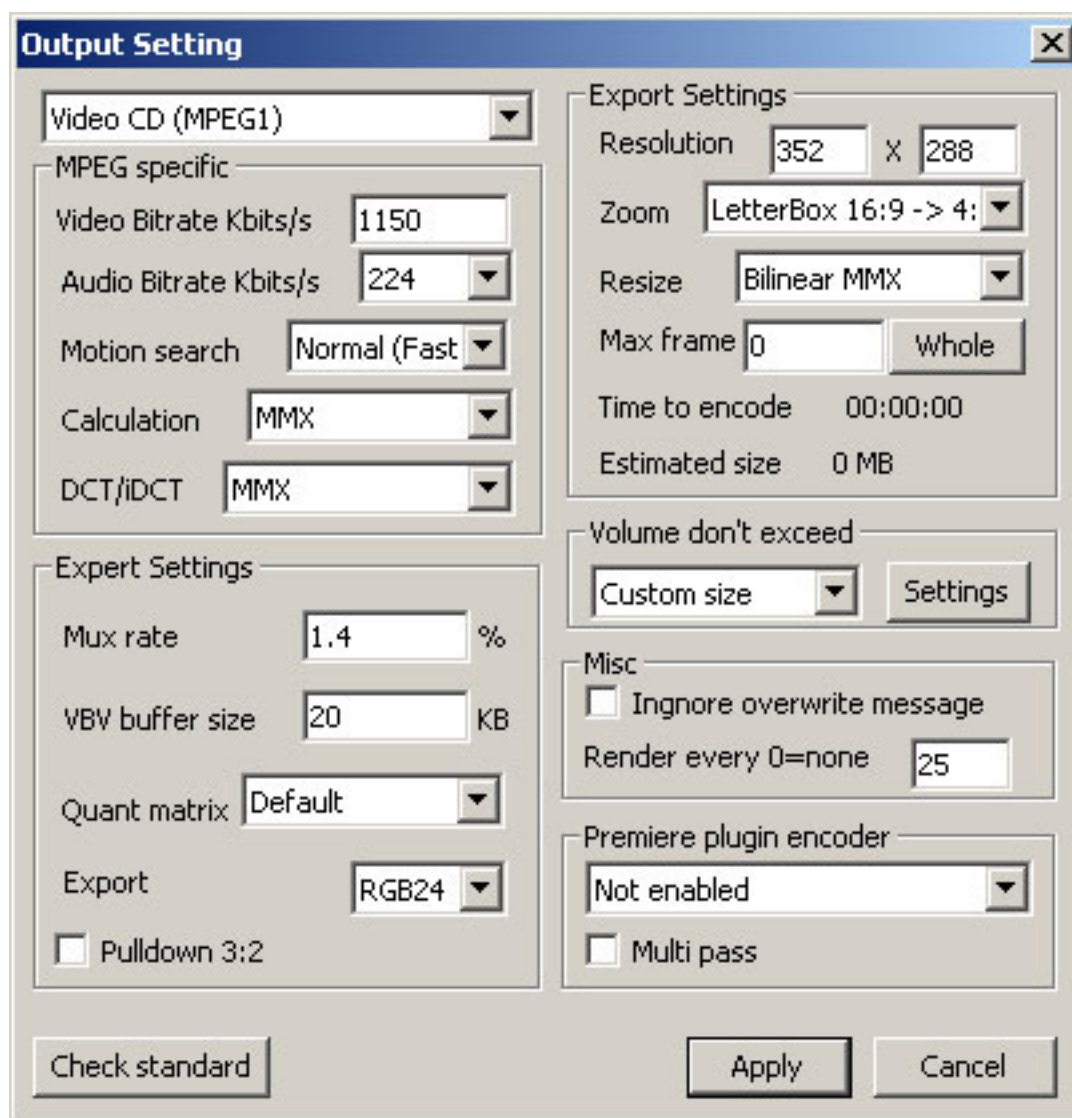 Output Setting
Video CD (MPEG1)
MPEG specific
Video Bitrate Kbits/s 1150
Audio Bitrate Kbits/s 224
Motion search Normal (Fast
Calculation MMX
DCT/iDCT MMX
Expert Settings
Mux rate 1.4 %
VBV buffer size 20 KB
Quant matrix Default
Export RGB24
Pulldown 3:2
Export Settings
Resolution 352 X 288
Zoom LetterBox 16:9 -> 4:
Resize Bilinear MMX
Max frame 0 Whole
Time to encode 00:00:00
Estimated size 0 MB
Volume don't exceed
Custom size Settings
Misc
Ingnore overwrite message
Render every 0=none 25
Premiere plugin encoder
Not enabled
Multi pass
Check standard Apply Cancel